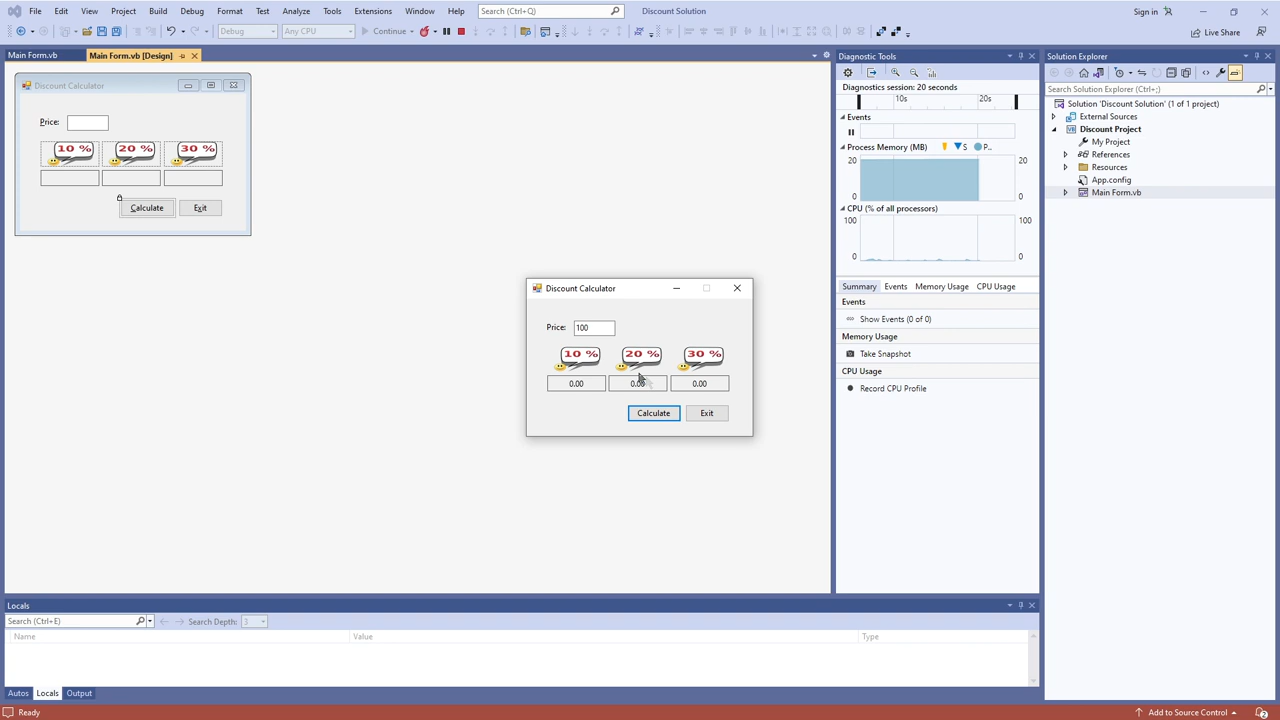 File Edit View Project Build Debug Format Test Analyze Tools Extensions Window Help Search (Ctrl+Q) Discount Solution Sign in
Debug Any CPU Continue Live Share
Main Form.vb Main Form.vb [Design]
Discount Calculator
Price:
10 % 20 % 30 %
Calculate Exit
Discount Calculator
Price: 100
10 % 20 % 30 %
0.00 0.00 0.00
Calculate Exit
Diagnostic Tools
Diagnostics session: 20 seconds
10s 20s
Events
Process Memory (MB) S P...
20 20
0 0
CPU (% of all processors)
100 100
0 0
Summary Events Memory Usage CPU Usage
Events
Show Events (0 of 0)
Memory Usage
Take Snapshot
CPU Usage
Record CPU Profile
Solution Explorer
Search Solution Explorer (Ctrl+;)
Solution 'Discount Solution' (1 of 1 project)
External Sources
Discount Project
My Project
References
Resources
App.config
Main Form.vb
Locals
Search (Ctrl+E) Search Depth: 3
Name Value Type
Autos Locals Output
Ready Add to Source Control 2